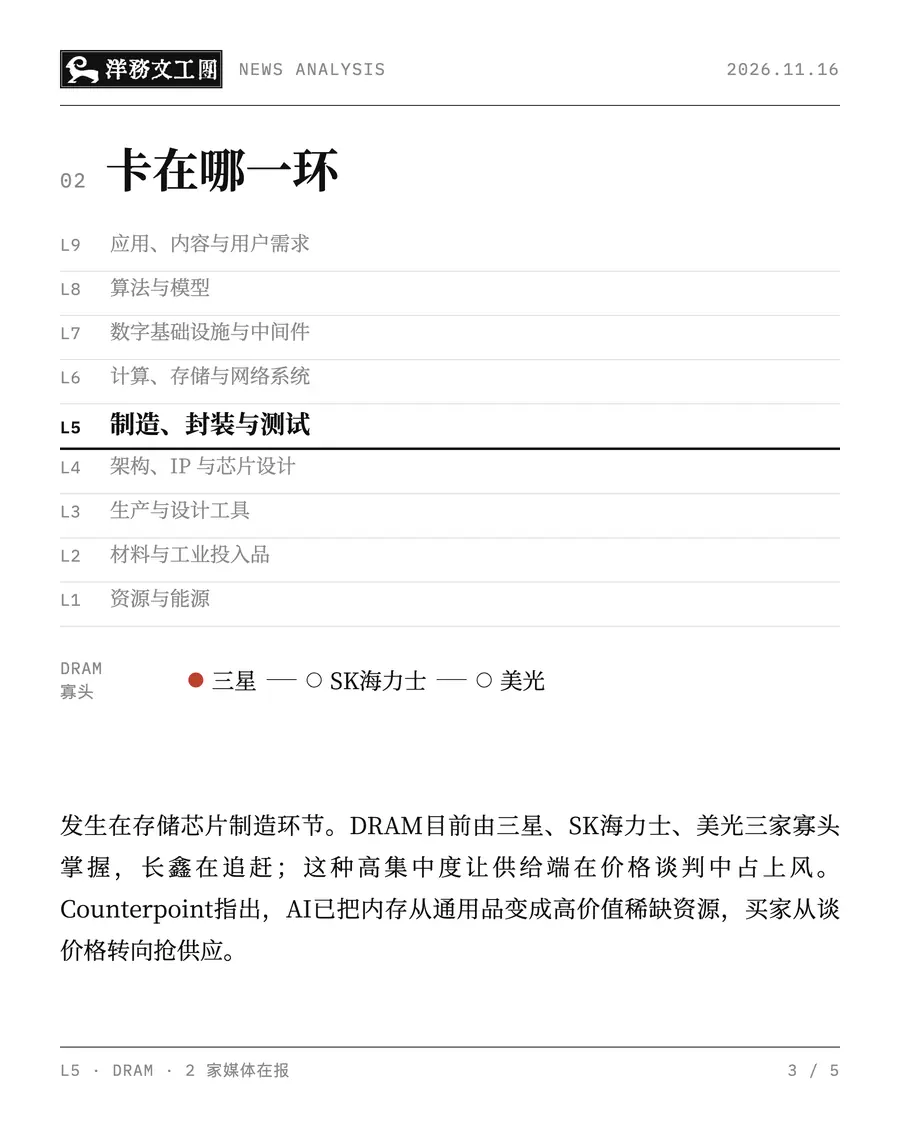 洋務文工團 NEWS ANALYSIS 2026.11.16
02 卡在哪一环
L9 应用、内容与用户需求
L8 算法与模型
L7 数字基础设施与中间件
L6 计算、存储与网络系统
L5 制造、封装与测试
L4 架构、IP 与芯片设计
L3 生产与设计工具
L2 材料与工业投入品
L1 资源与能源
DRAM
寡头
三星 — SK海力士 — 美光
发生在存储芯片制造环节。DRAM目前由三星、SK海力士、美光三家寡头
掌握，长鑫在追赶；这种高集中度让供给端在价格谈判中占上风。
Counterpoint指出，AI已把内存从通用品变成高价值稀缺资源，买家从谈
价格转向抢供应。
L5 · DRAM · 2 家媒体在报 3 / 5